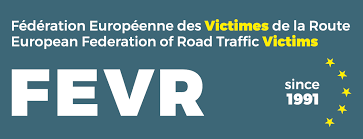 Fédération Européenne des Victimes de la Route
European Federation of Road Traffic Victims
FEVR
since
1991